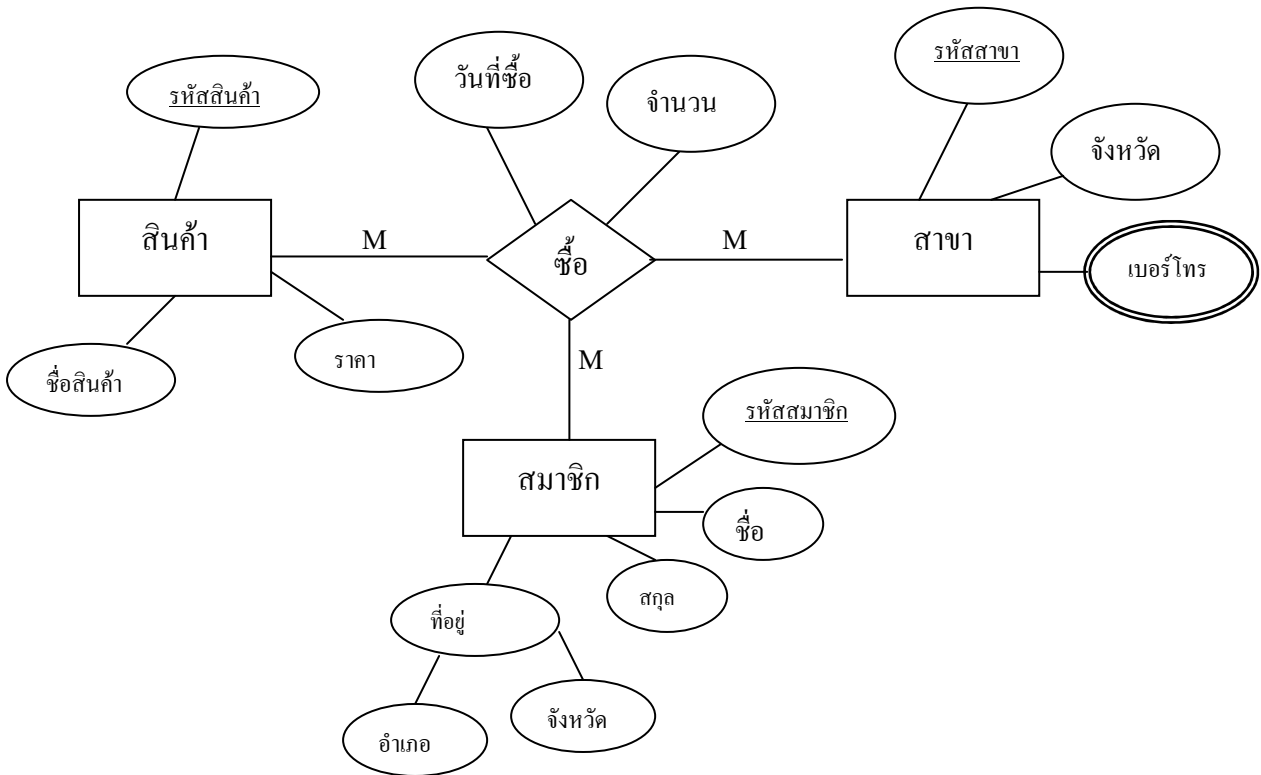 วันที่ซื้อ
รหัสสาขา
รหัสสินค้า
จำนวน
จังหวัด
สินค้า
M
ซื้อ
M
สาขา
เบอร์โทร
ชื่อสินค้า
ราคา
M
รหัสสมาชิก
สมาชิก
ชื่อ
สกุล
ที่อยู่
จังหวัด
อำเภอ